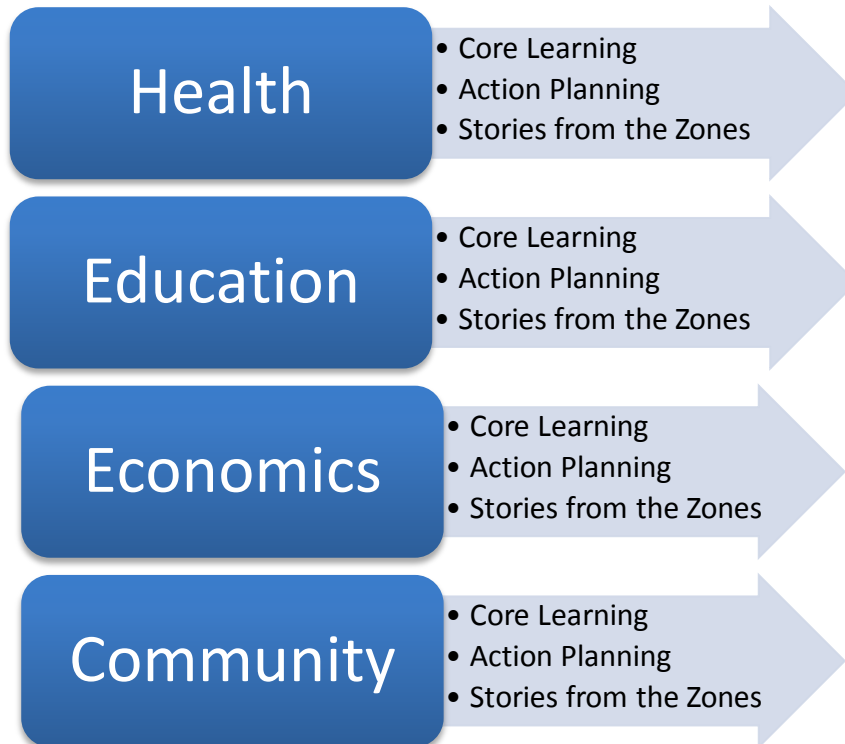 Health
• Core Learning
• Action Planning
• Stories from the Zones
Education
• Core Learning
• Action Planning
• Stories from the Zones
Economics
• Core Learning
• Action Planning
• Stories from the Zones
Community
• Core Learning
• Action Planning
• Stories from the Zones